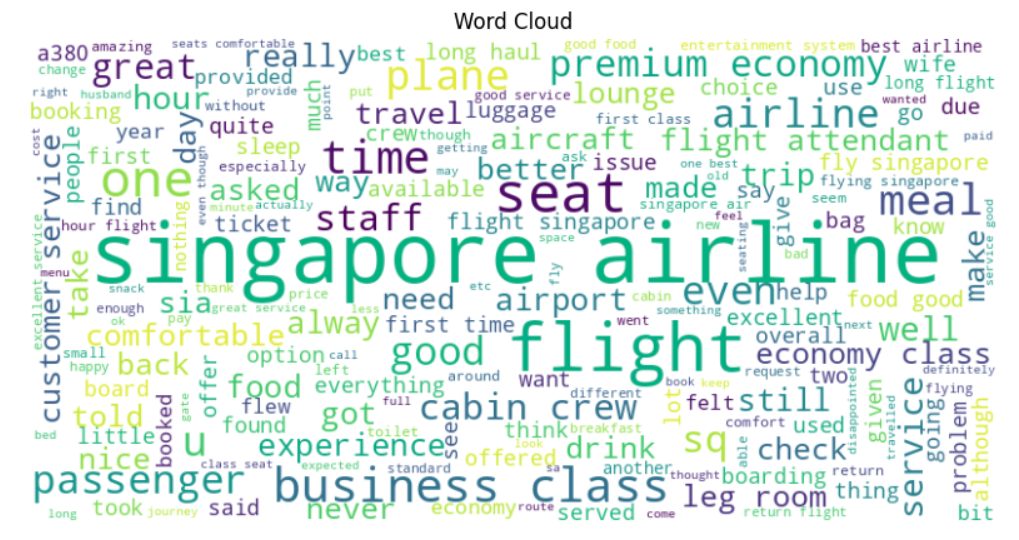 Word Cloud
a380 amazing seats comfortable really best long haul good food entertainment system best airline
change great provided plane premium economy wife
right husband hour provide much point put good service lounge choice use long flight
booking without travel luggage first class airline wanted go due
cost year quite day crew though getting aircraft flight attendant paid
people first sleep time better ask issue one best trip fly singapore
especially even though may old flying singapore
customer service one asked way available seat made say seem meal
find minute actually staff singapore air feel give bag know
hour flight nothing ticket flight singapore new
excellent service singapore airline space seating bad make service good
menu take fly
snack thank etc cabin even help
enough sia great service price less need airport something food good
ok pay comfortable alway first time went excellent next well
small good flight overall
happy back option call economy class
board offer left around want book keep request two definitely
food everything different flying
told gate flew full got cabin crew lot felt still disappointed given travelled
booked found seen think breakfast comfort used going problem although
bed little u toilet experience look drink sq able check service
nice class seat expected offered another boarding return
passenger standard business class sa thought leg room thing
long took journey said never economy route served come return flight bit